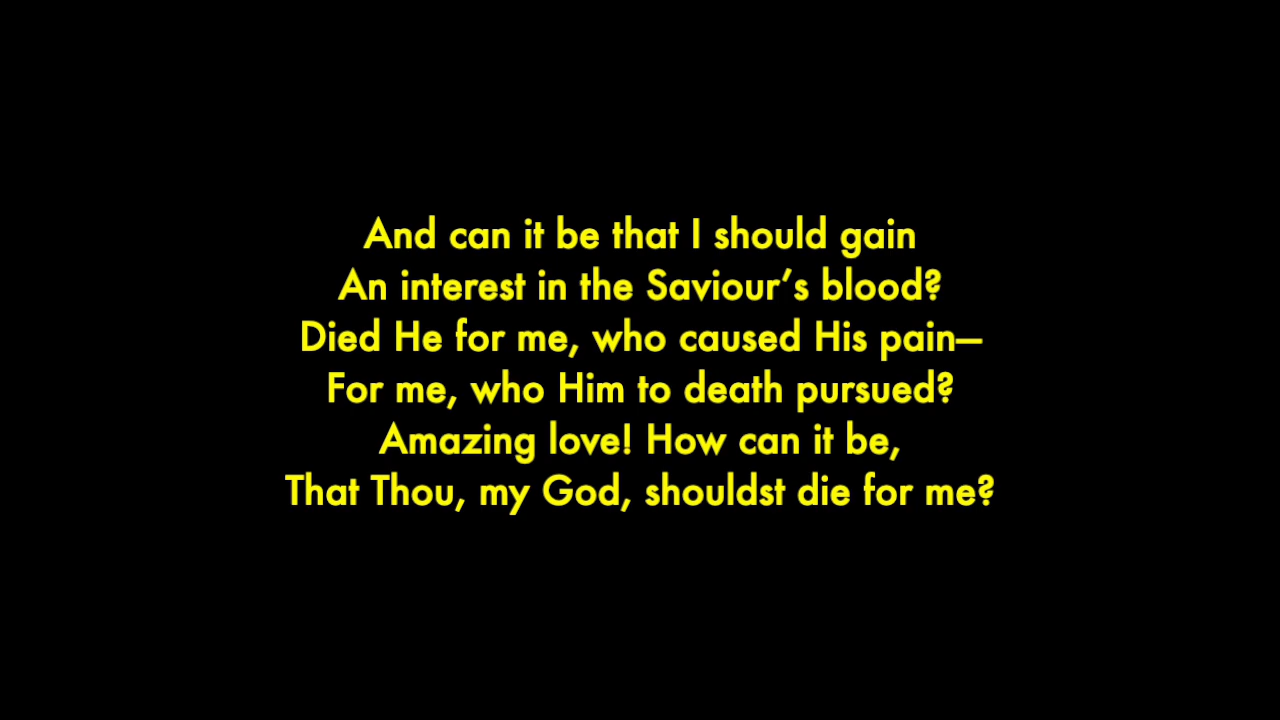 And can it be that I should gain
An interest in the Saviour’s blood?
Died He for me, who caused His pain—
For me, who Him to death pursued?
Amazing love! How can it be,
That Thou, my God, shouldst die for me?